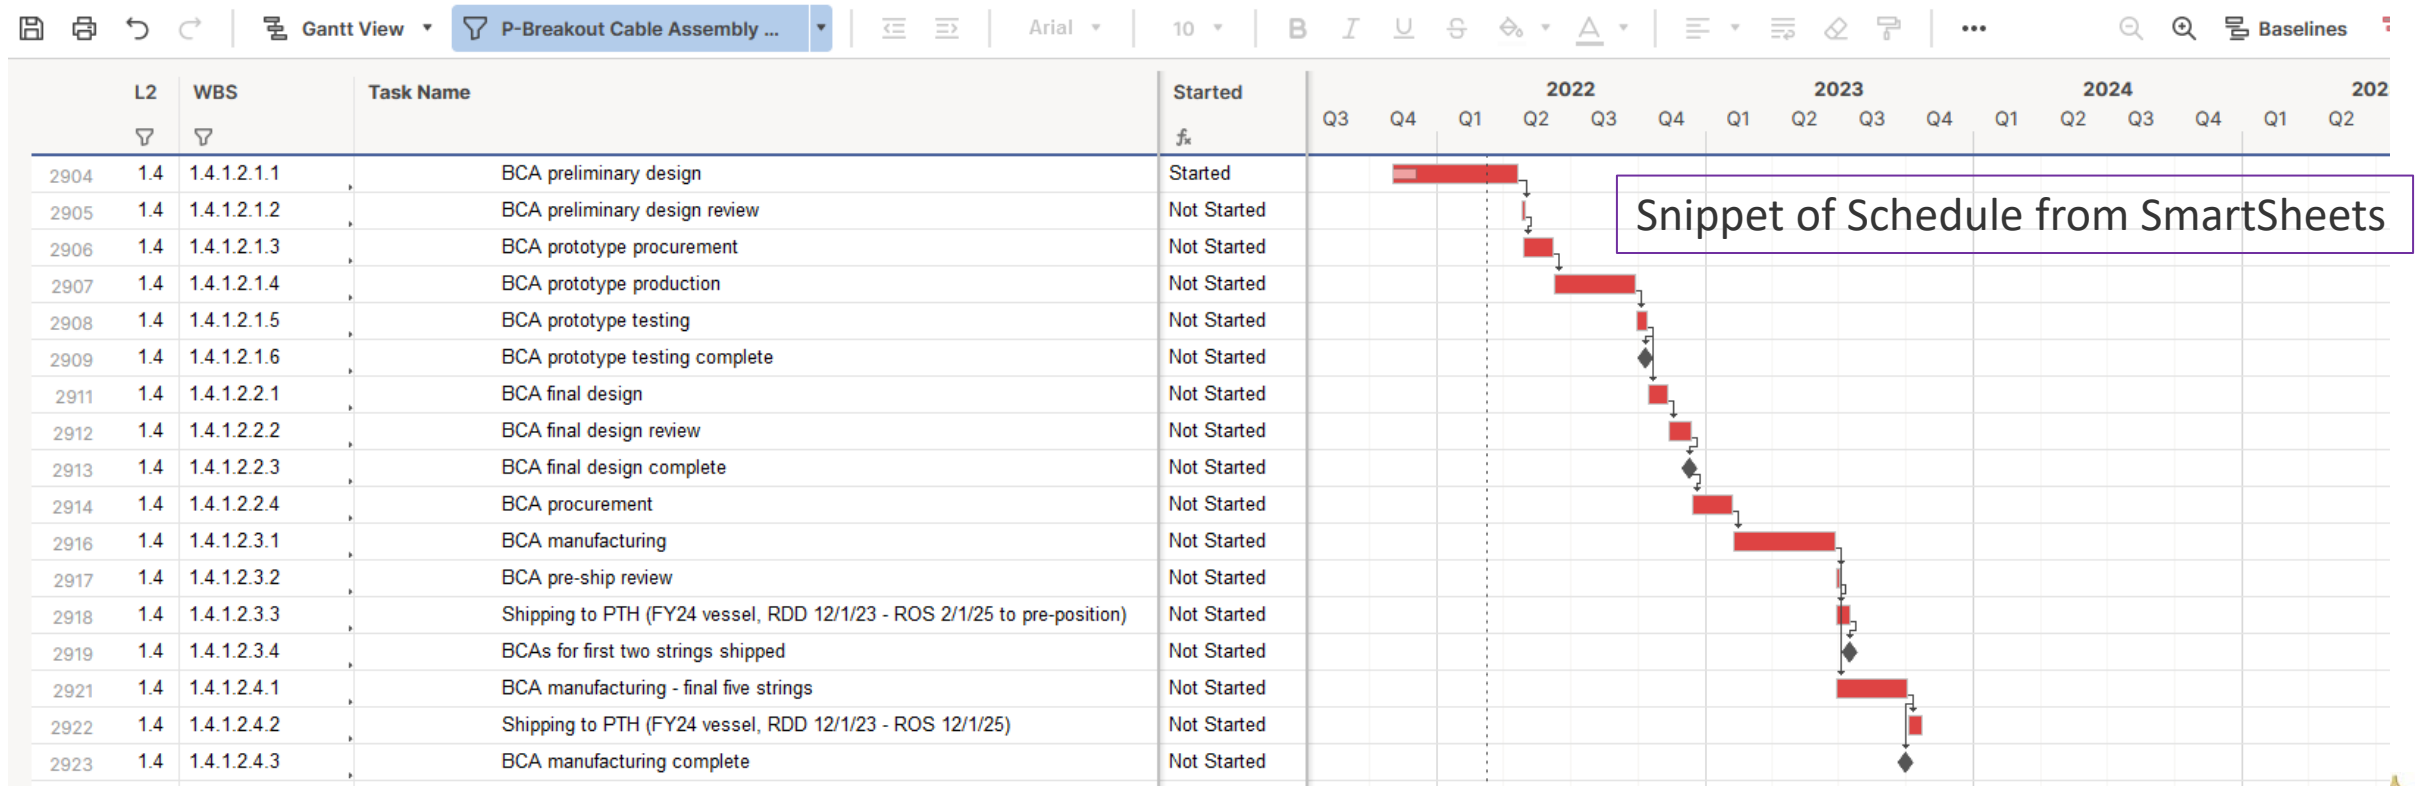 Gantt View P-Breakout Cable Assembly ... Arial 10 B I U S A ••• Baselines
L2 WBS Task Name Started 2022 2023 2024 202
Q3 Q4 Q1 Q2 Q3 Q4 Q1 Q2 Q3 Q4 Q1 Q2 Q3 Q4 Q1 Q2
fx
2904 1.4 1.4.1.2.1.1 BCA preliminary design Started
Snippet of Schedule from SmartSheets
2905 1.4 1.4.1.2.1.2 BCA preliminary design review Not Started
2906 1.4 1.4.1.2.1.3 BCA prototype procurement Not Started
2907 1.4 1.4.1.2.1.4 BCA prototype production Not Started
2908 1.4 1.4.1.2.1.5 BCA prototype testing Not Started
2909 1.4 1.4.1.2.1.6 BCA prototype testing complete Not Started
2911 1.4 1.4.1.2.2.1 BCA final design Not Started
2912 1.4 1.4.1.2.2.2 BCA final design review Not Started
2913 1.4 1.4.1.2.2.3 BCA final design complete Not Started
2914 1.4 1.4.1.2.2.4 BCA procurement Not Started
2916 1.4 1.4.1.2.3.1 BCA manufacturing Not Started
2917 1.4 1.4.1.2.3.2 BCA pre-ship review Not Started
2918 1.4 1.4.1.2.3.3 Shipping to PTH (FY24 vessel, RDD 12/1/23 - ROS 2/1/25 to pre-position) Not Started
2919 1.4 1.4.1.2.3.4 BCAs for first two strings shipped Not Started
2921 1.4 1.4.1.2.4.1 BCA manufacturing - final five strings Not Started
2922 1.4 1.4.1.2.4.2 Shipping to PTH (FY24 vessel, RDD 12/1/23 - ROS 12/1/25) Not Started
2923 1.4 1.4.1.2.4.3 BCA manufacturing complete Not Started